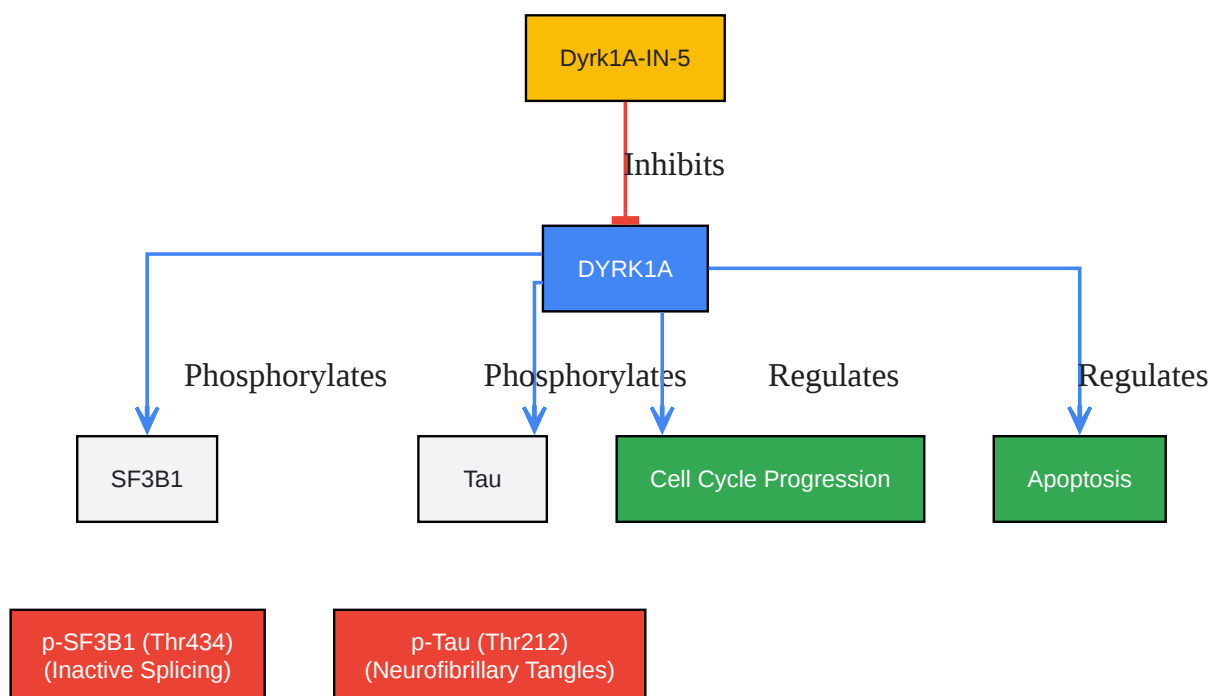 Dyrk1A-IN-5
Inhibits
DYRK1A
Phosphorylates
Phosphorylates
Regulates
Regulates
SF3B1
Tau
Cell Cycle Progression
Apoptosis
p-SF3B1 (Thr434)
(Inactive Splicing)
p-Tau (Thr212)
(Neurofibrillary Tangles)